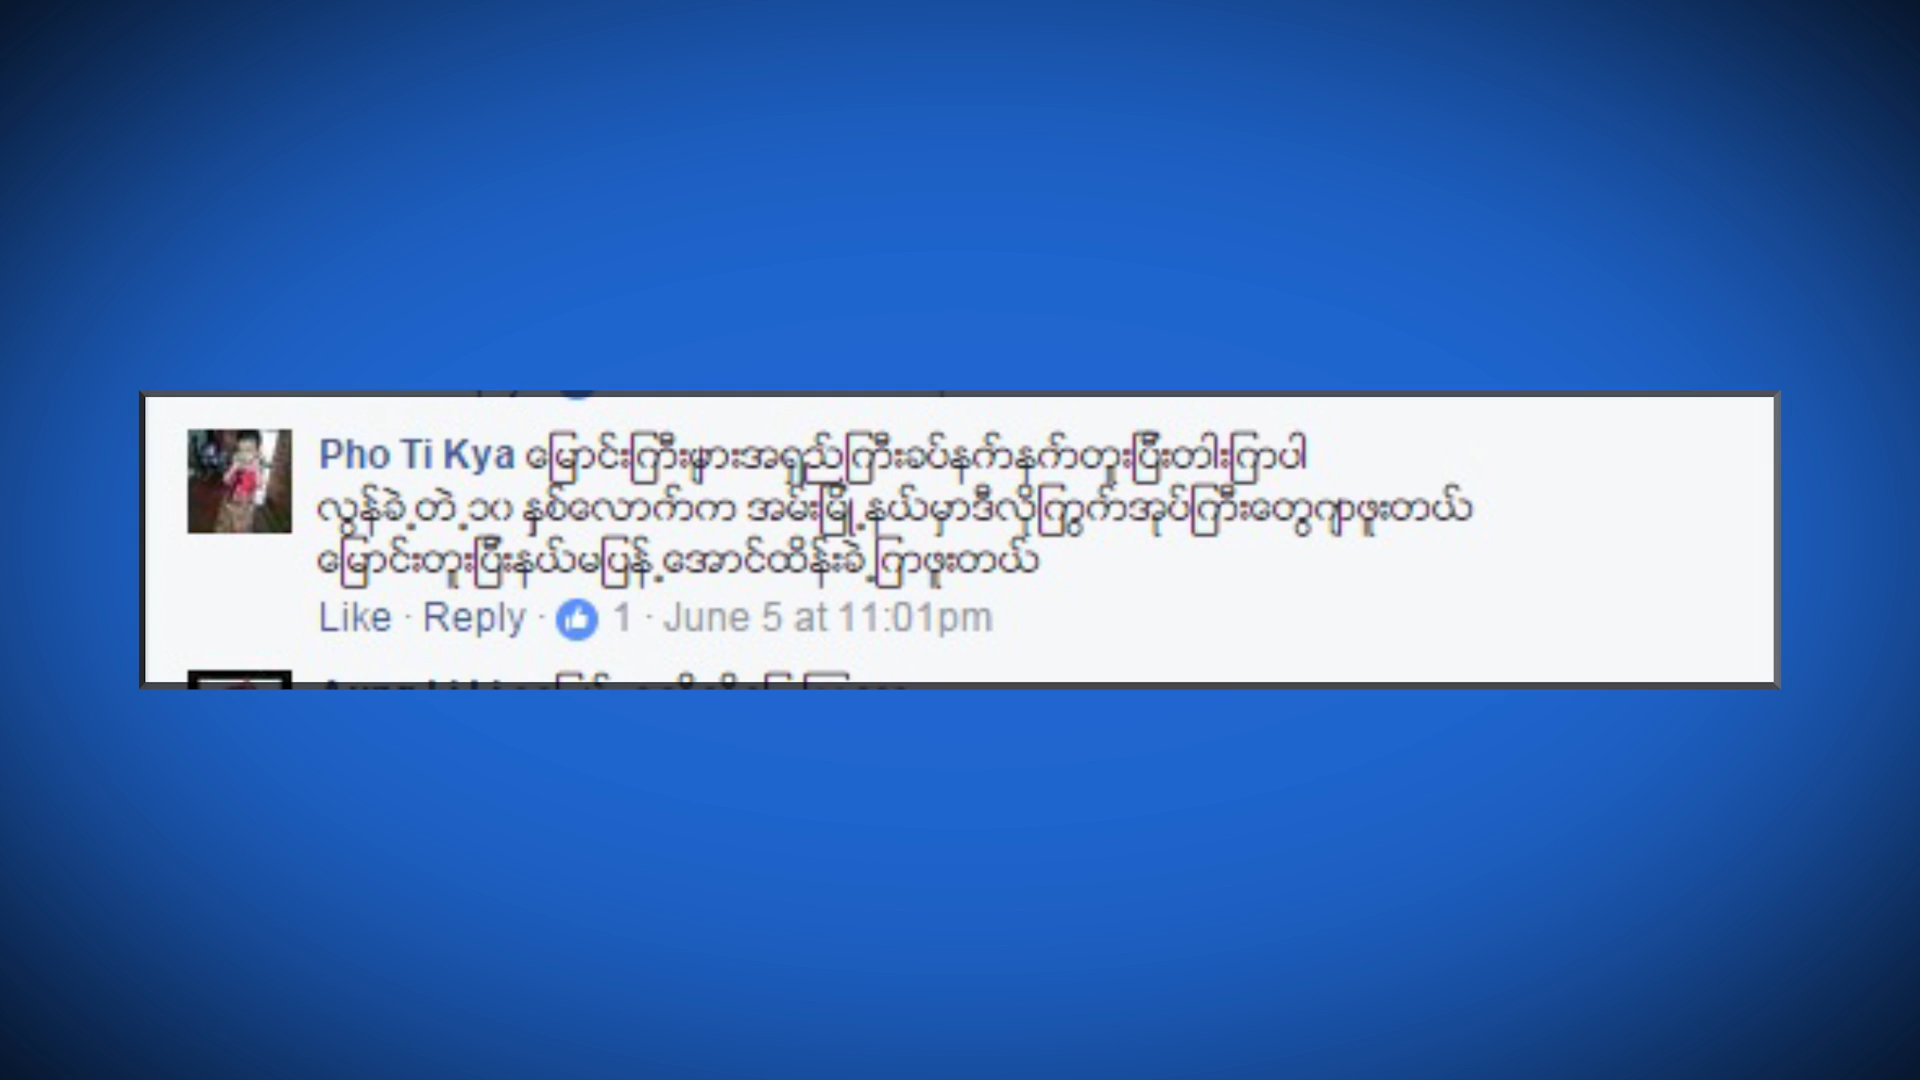 Pho Ti Kya မြောင်းကြီးဖျားအရှည်ကြီးခပ်နက်နက်တူးပြီးတါးကြာပါ
လွန်ခဲ့တဲ့၁၀ နှစ်လောက်က အမ်းမြို့နယ်မှာဒီလိုကြွက်အုပ်ကြီးတွေဂျာဖူးတယ်
မြောင်းတူးပြီးနယ်မပြန့်အောင်ထိန်းခဲ့ကြာဖူးတယ်
Like · Reply · 1 · June 5 at 11:01pm